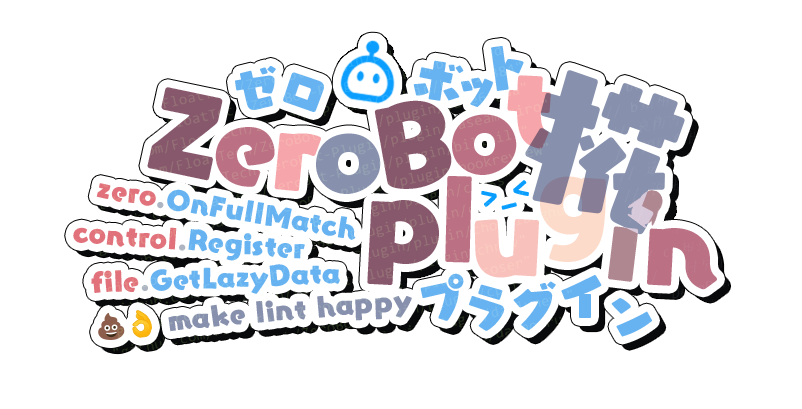 ゼロボット
ZeroBot
plugin
zero.OnFullMatch
control.Register
file.GetLazyData
💩👌 make lint happy
プラグイン